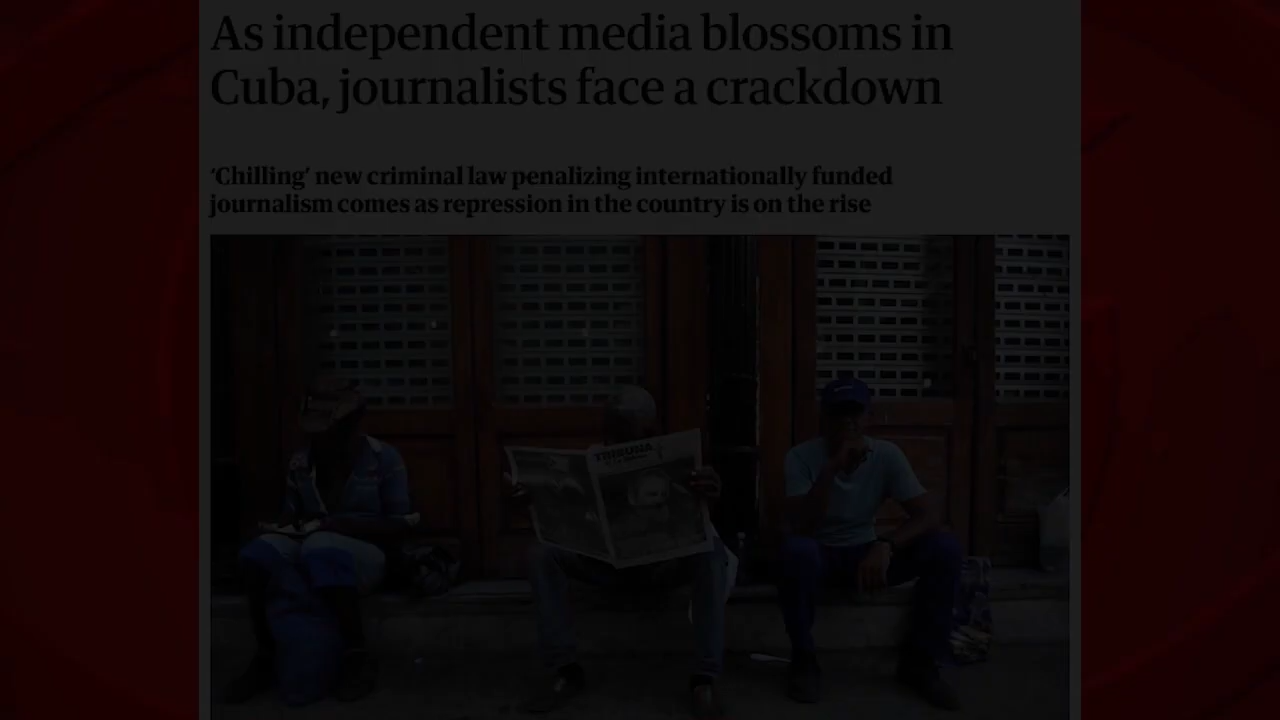 As independent media blossoms in
Cuba, journalists face a crackdown
‘Chilling’ new criminal law penalizing internationally funded
journalism comes as repression in the country is on the rise
TRIBUNA